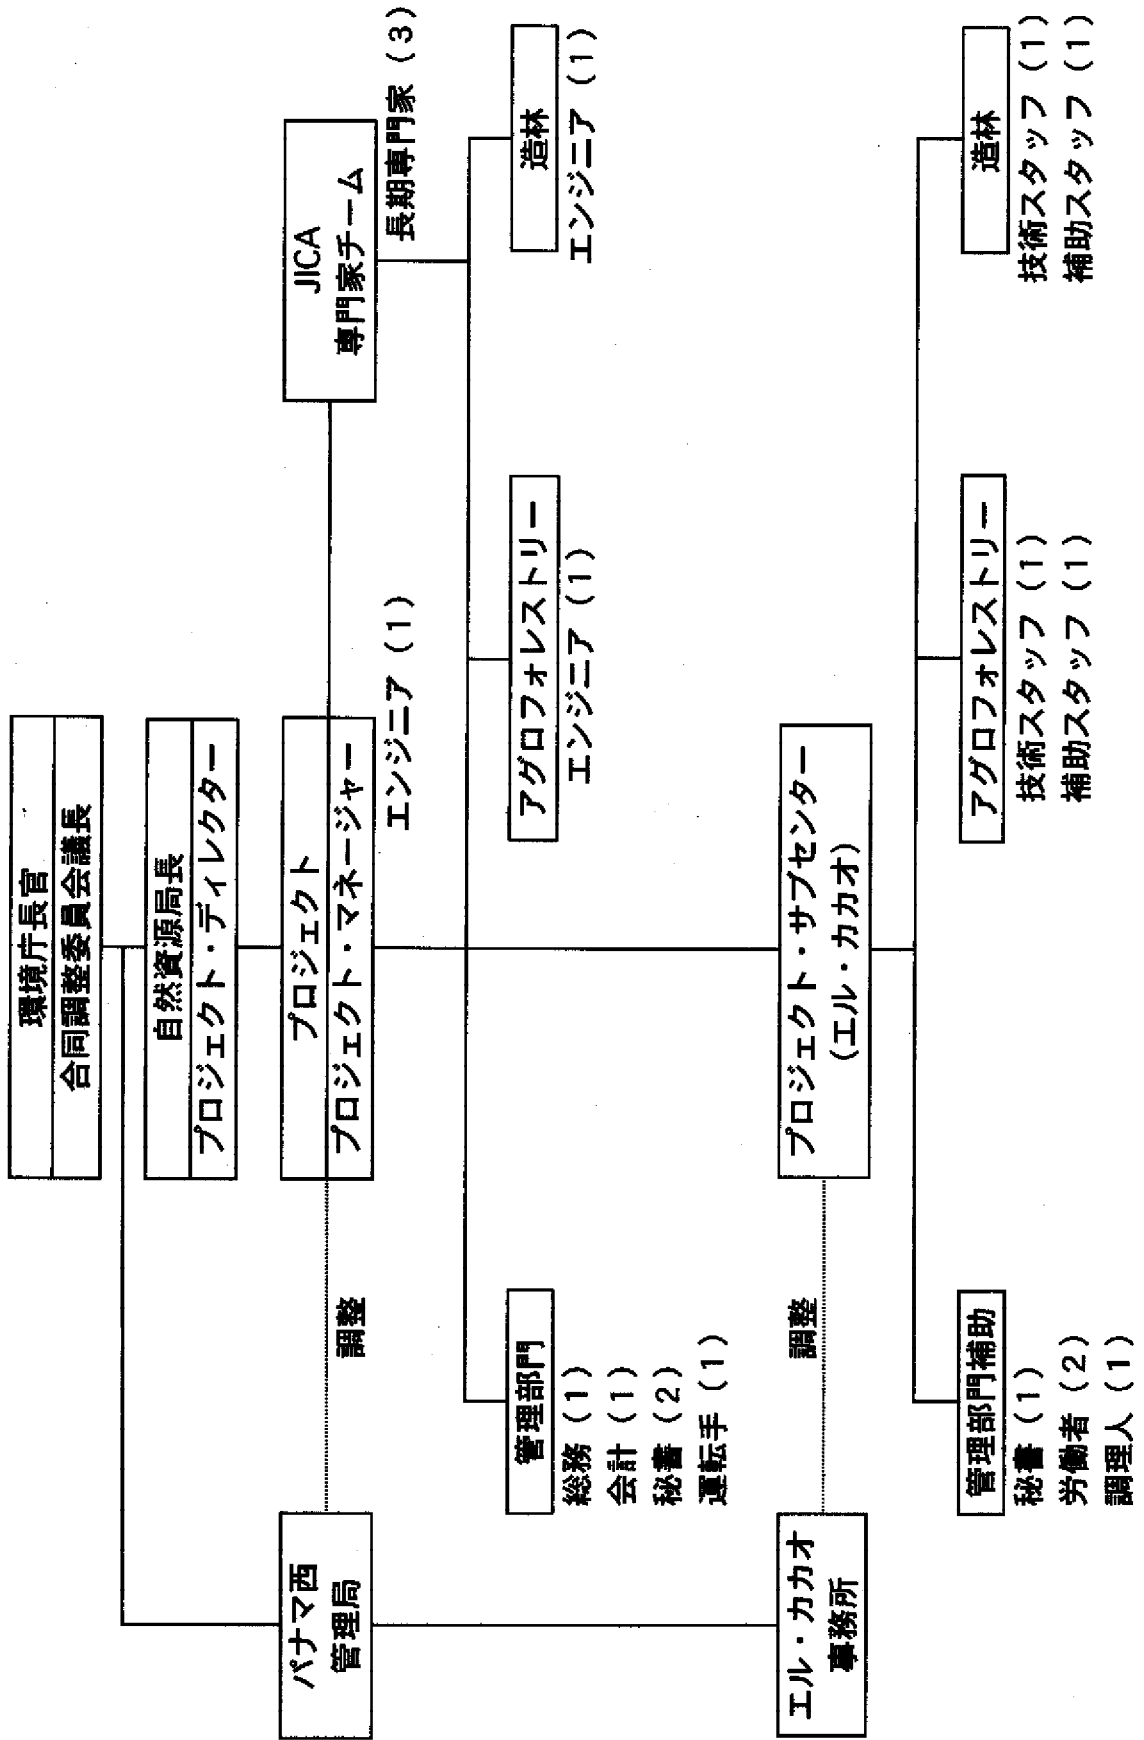 環境庁長官
合同調整委員会議長
自然資源局長
プロジェクト・ディレクター
パナマ西
管理局
調整
プロジェクト
プロジェクト・マネージャー
エンジニア（1）
JICA
専門家チーム
長期専門家（3）
管理部門
総務（1）
会計（1）
秘書（2）
運転手（1）
アグロフォレストリー
エンジニア（1）
造林
エンジニア（1）
エル・カカオ
事務所
調整
プロジェクト・サブセンター
（エル・カカオ）
管理部門補助
秘書（1）
労働者（2）
調理人（1）
アグロフォレストリー
技術スタッフ（1）
補助スタッフ（1）
造林
技術スタッフ（1）
補助スタッフ（1）